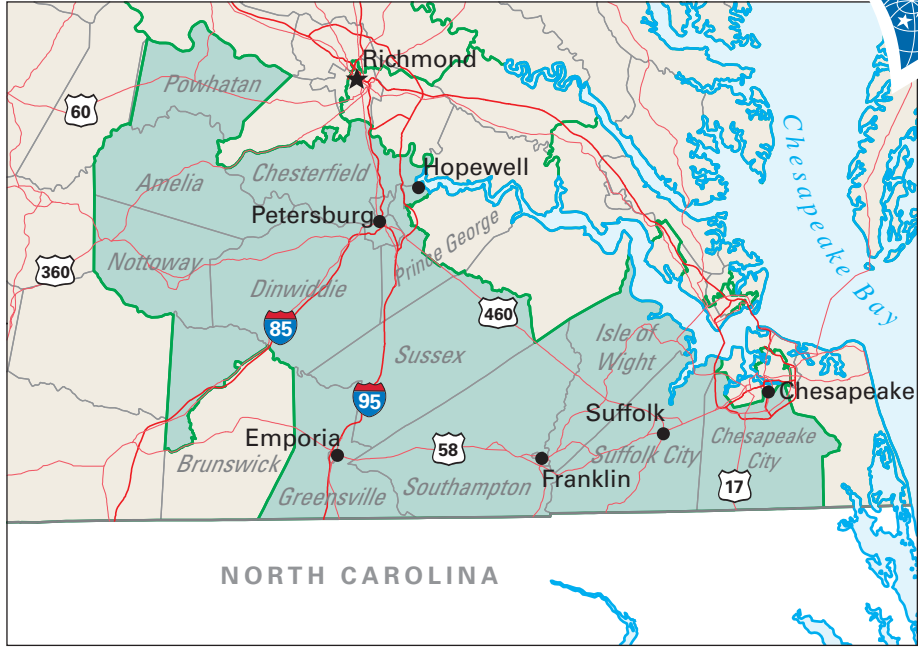 Richmond
Powhatan
60
Chesapeake Bay
Hopewell
Chesterfield
Amelia
Petersburg
Prince George
Nottoway
360
Dinwiddie
460
85
Isle of
Wight
Sussex
95
Chesapeake
Suffolk
Emporia
58
Chesapeake
City
Brunswick
Suffolk City
Franklin
17
Southampton
Greensville
NORTH CAROLINA